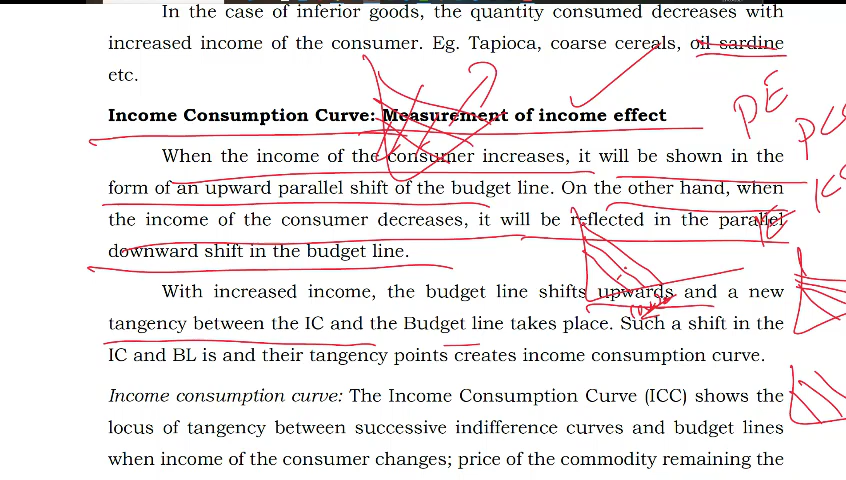 In the case of inferior goods, the quantity consumed decreases with
increased income of the consumer. Eg. Tapioca, coarse cereals, oil sardine
etc.
Income Consumption Curve: Measurement of income effect
PE
When the income of the consumer increases, it will be shown in the
form of an upward parallel shift of the budget line. On the other hand, when
the income of the consumer decreases, it will be reflected in the parallel
downward shift in the budget line.
With increased income, the budget line shifts upwards and a new
tangency between the IC and the Budget line takes place. Such a shift in the
IC and BL is and their tangency points creates income consumption curve.
Income consumption curve: The Income Consumption Curve (ICC) shows the
locus of tangency between successive indifference curves and budget lines
when income of the consumer changes; price of the commodity remaining the